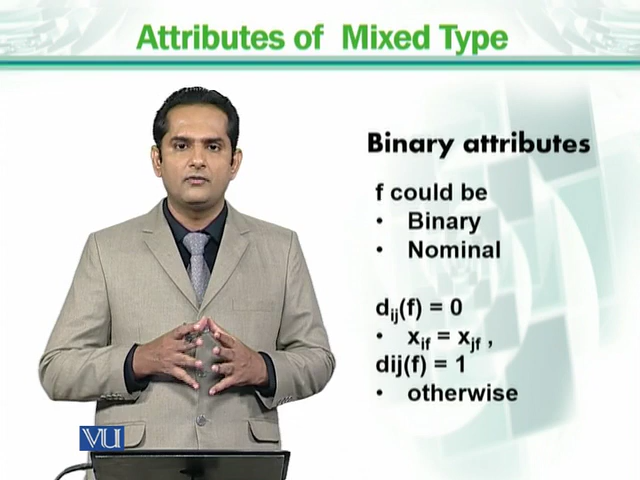 Attributes of Mixed Type
Binary attributes
f could be
• Binary
• Nominal
dij(f) = 0
• xif = xjf ,
dij(f) = 1
• otherwise
VU